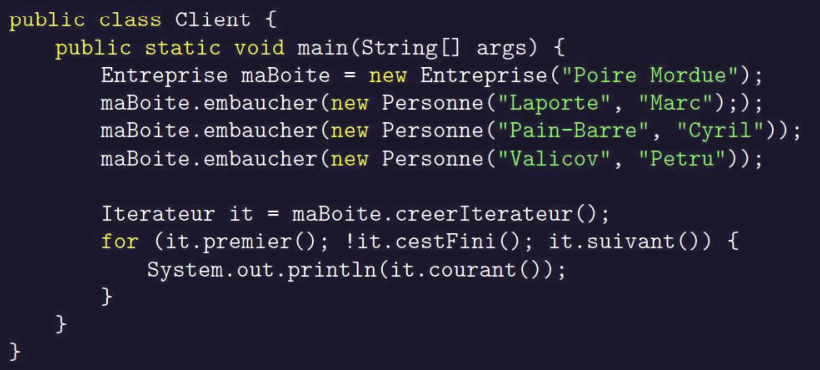 public class Client {
    public static void main(String[] args) {
        Entreprise maBoite = new Entreprise("Poire Mordue");
        maBoite.embaucher(new Personne("Laporte", "Marc"););
        maBoite.embaucher(new Personne("Pain-Barre", "Cyril"));
        maBoite.embaucher(new Personne("Valicov", "Petru"));

        Iterateur it = maBoite.creerIterateur();
        for (it.premier(); !it.cestFini(); it.suivant()) {
            System.out.println(it.courant());
        }
    }
}